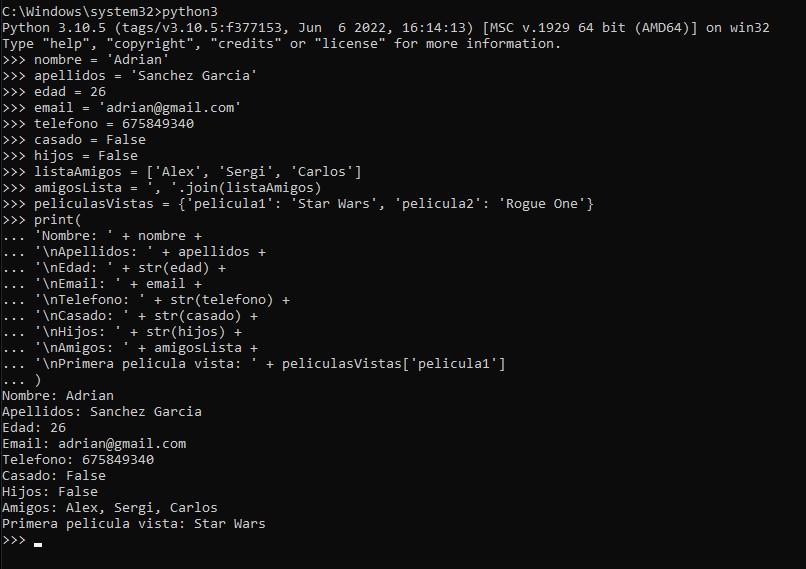 C:\Windows\system32>python3
Python 3.10.5 (tags/v3.10.5:f377153, Jun  6 2022, 16:14:13) [MSC v.1929 64 bit (AMD64)] on win32
Type "help", "copyright", "credits" or "license" for more information.
>>> nombre = 'Adrian'
>>> apellidos = 'Sanchez Garcia'
>>> edad = 26
>>> email = 'adrian@gmail.com'
>>> telefono = 675849340
>>> casado = False
>>> hijos = False
>>> listaAmigos = ['Alex', 'Sergi', 'Carlos']
>>> amigosLista = ', '.join(listaAmigos)
>>> peliculasVistas = {'pelicula1': 'Star Wars', 'pelicula2': 'Rogue One'}
>>> print(
... 'Nombre: ' + nombre +
... '\nApellidos: ' + apellidos +
... '\nEdad: ' + str(edad) +
... '\nEmail: ' + email +
... '\nTelefono: ' + str(telefono) +
... '\nCasado: ' + str(casado) +
... '\nHijos: ' + str(hijos) +
... '\nAmigos: ' + amigosLista +
... '\nPrimera pelicula vista: ' + peliculasVistas['pelicula1']
... )
Nombre: Adrian
Apellidos: Sanchez Garcia
Edad: 26
Email: adrian@gmail.com
Telefono: 675849340
Casado: False
Hijos: False
Amigos: Alex, Sergi, Carlos
Primera pelicula vista: Star Wars
>>>